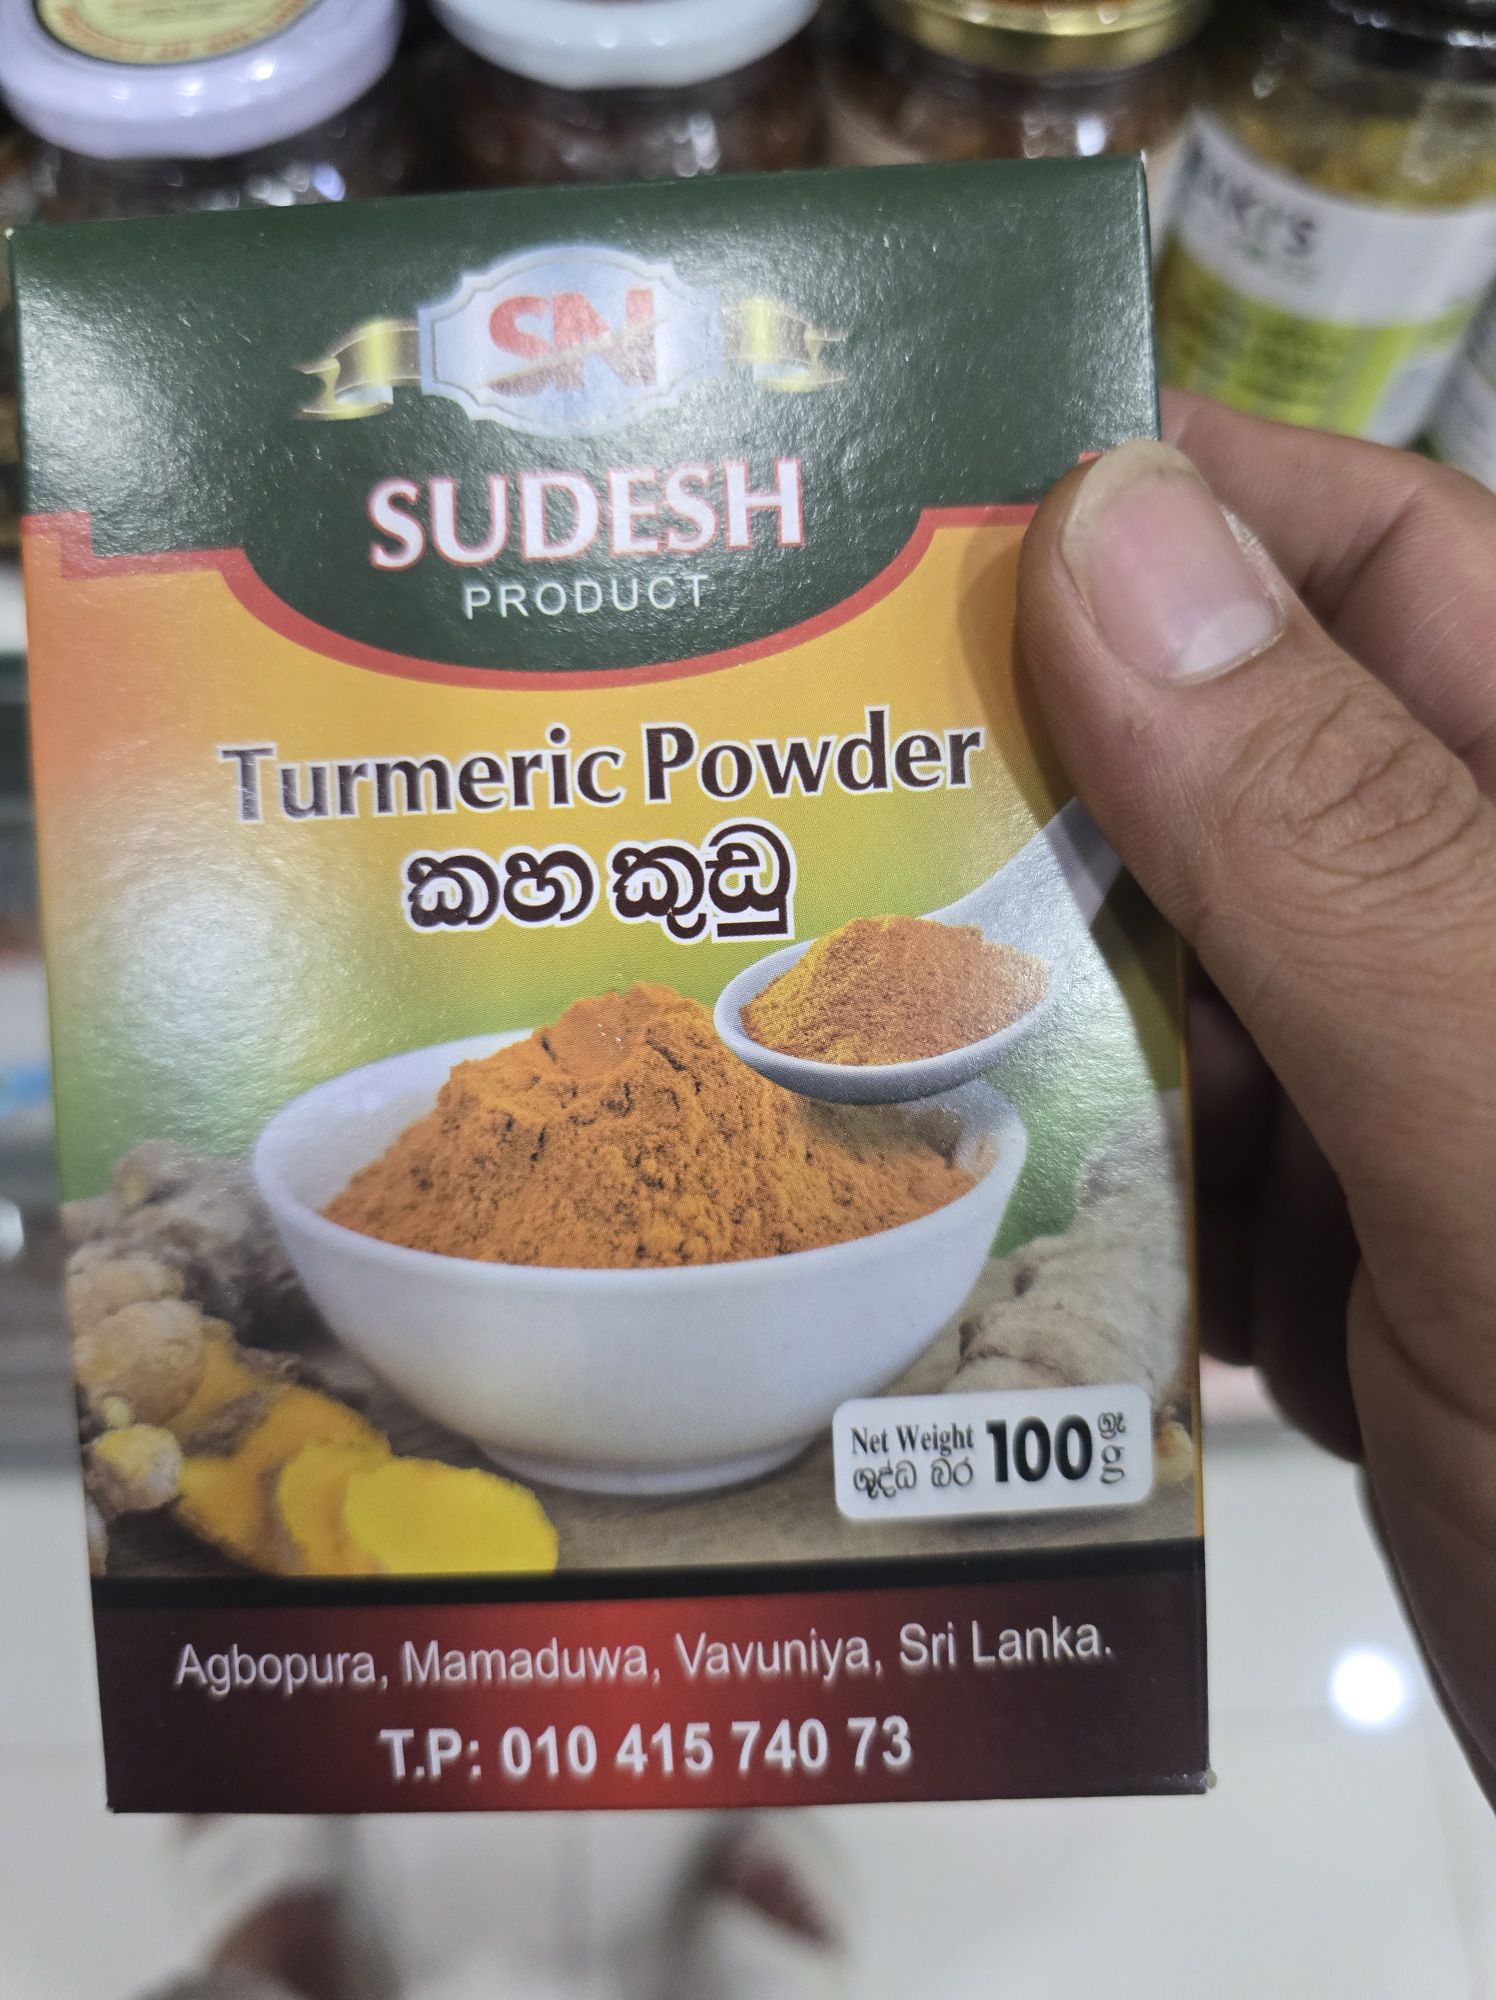 SN
SUDESH
PRODUCT
Turmeric Powder
කහ කුඩු
Net Weight 100 g
ශුද්ධ බර ග්‍රෑ
Agbopura, Mamaduwa, Vavuniya, Sri Lanka.
T.P: 010 415 740 73